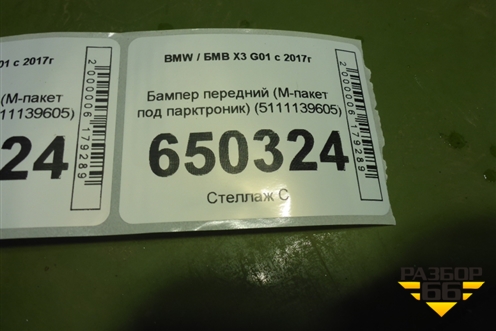 01 с 2017г
(М-пакет
5111139605)
24
2000006179289
BMW / БМВ X3 G01 с 2017г
Бампер передний (М-пакет
под парктроник) (5111139605)
650324
Стеллаж С
2000006179289
РАЗБОР
66